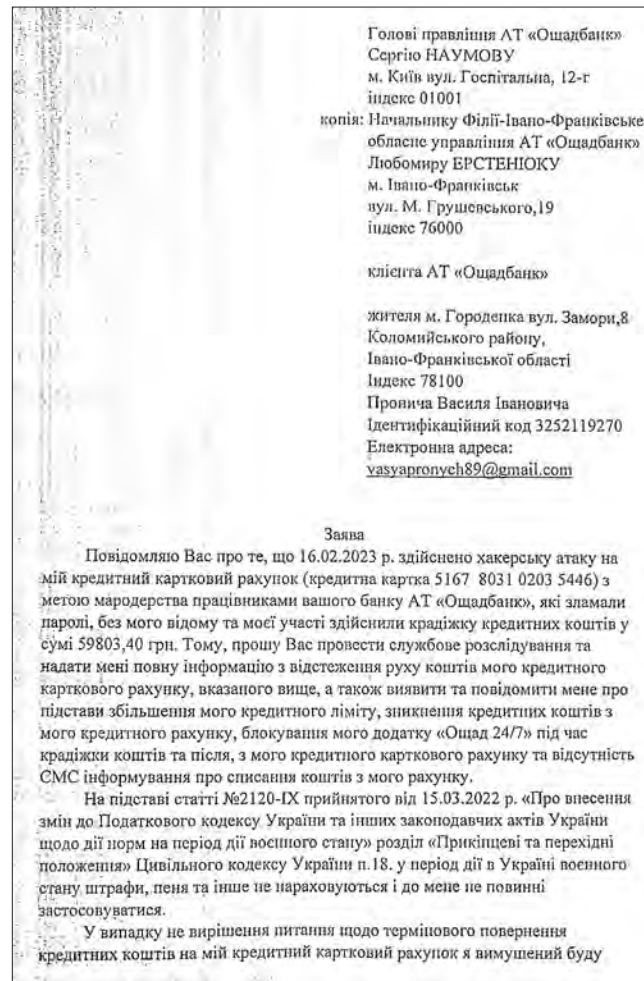 Голові правління АТ «Ощадбанк»
Сергію НАУМОВУ
м. Київ вул. Госпітальна, 12-г
індекс 01001
копія: Начальнику Філії-Івано-Франківське
обласне управління АТ «Ощадбанк»
Любомиру ЕРСТЕНЮКУ
м. Івано-Франківськ
вул. М. Грушевського,19
індекс 76000
клієнта АТ «Ощадбанк»
жителя м. Городенка вул. Замори,8
Коломийського району,
Івано-Франківської області
Індекс 78100
Пронича Василя Івановича
Ідентифікаційний код 3252119270
Електронна адреса:
vasyapronych89@gmail.com
Заява
Повідомляю Вас про те, що 16.02.2023 р. здійснено хакерську атаку на
мій кредитний картковий рахунок (кредитна картка 5167 8031 0203 5446) з
метою мародерства працівниками вашого банку АТ «Ощадбанк», які зламали
паролі, без мого відому та моєї участі здійснили крадіжку кредитних коштів у
сумі 59803,40 грн. Тому, прошу Вас провести службове розслідування та
надати мені повну інформацію з відстеження руху коштів мого кредитного
карткового рахунку, вказаного вище, а також виявити та повідомити мене про
підстави збільшення мого кредитного ліміту, зникнення кредитних коштів з
мого кредитного рахунку, блокування мого додатку «Ощад 24/7» під час
крадіжки коштів та після, з мого кредитного карткового рахунку та відсутність
СМС інформування про списання коштів з мого рахунку.
На підставі статті №2120-IX прийнятого від 15.03.2022 р. «Про внесення
змін до Податкового кодексу України та інших законодавчих актів України
щодо дії норм на період дії воєнного стану» розділ «Прикінцеві та перехідні
положення» Цивільного кодексу України п.18. у період дії в Україні воєнного
стану штрафи, пеня та інше не нараховуються і до мене не повинні
застосовуватися.
У випадку не вирішення питання щодо термінового повернення
кредитних коштів на мій кредитний картковий рахунок я вимушений буду